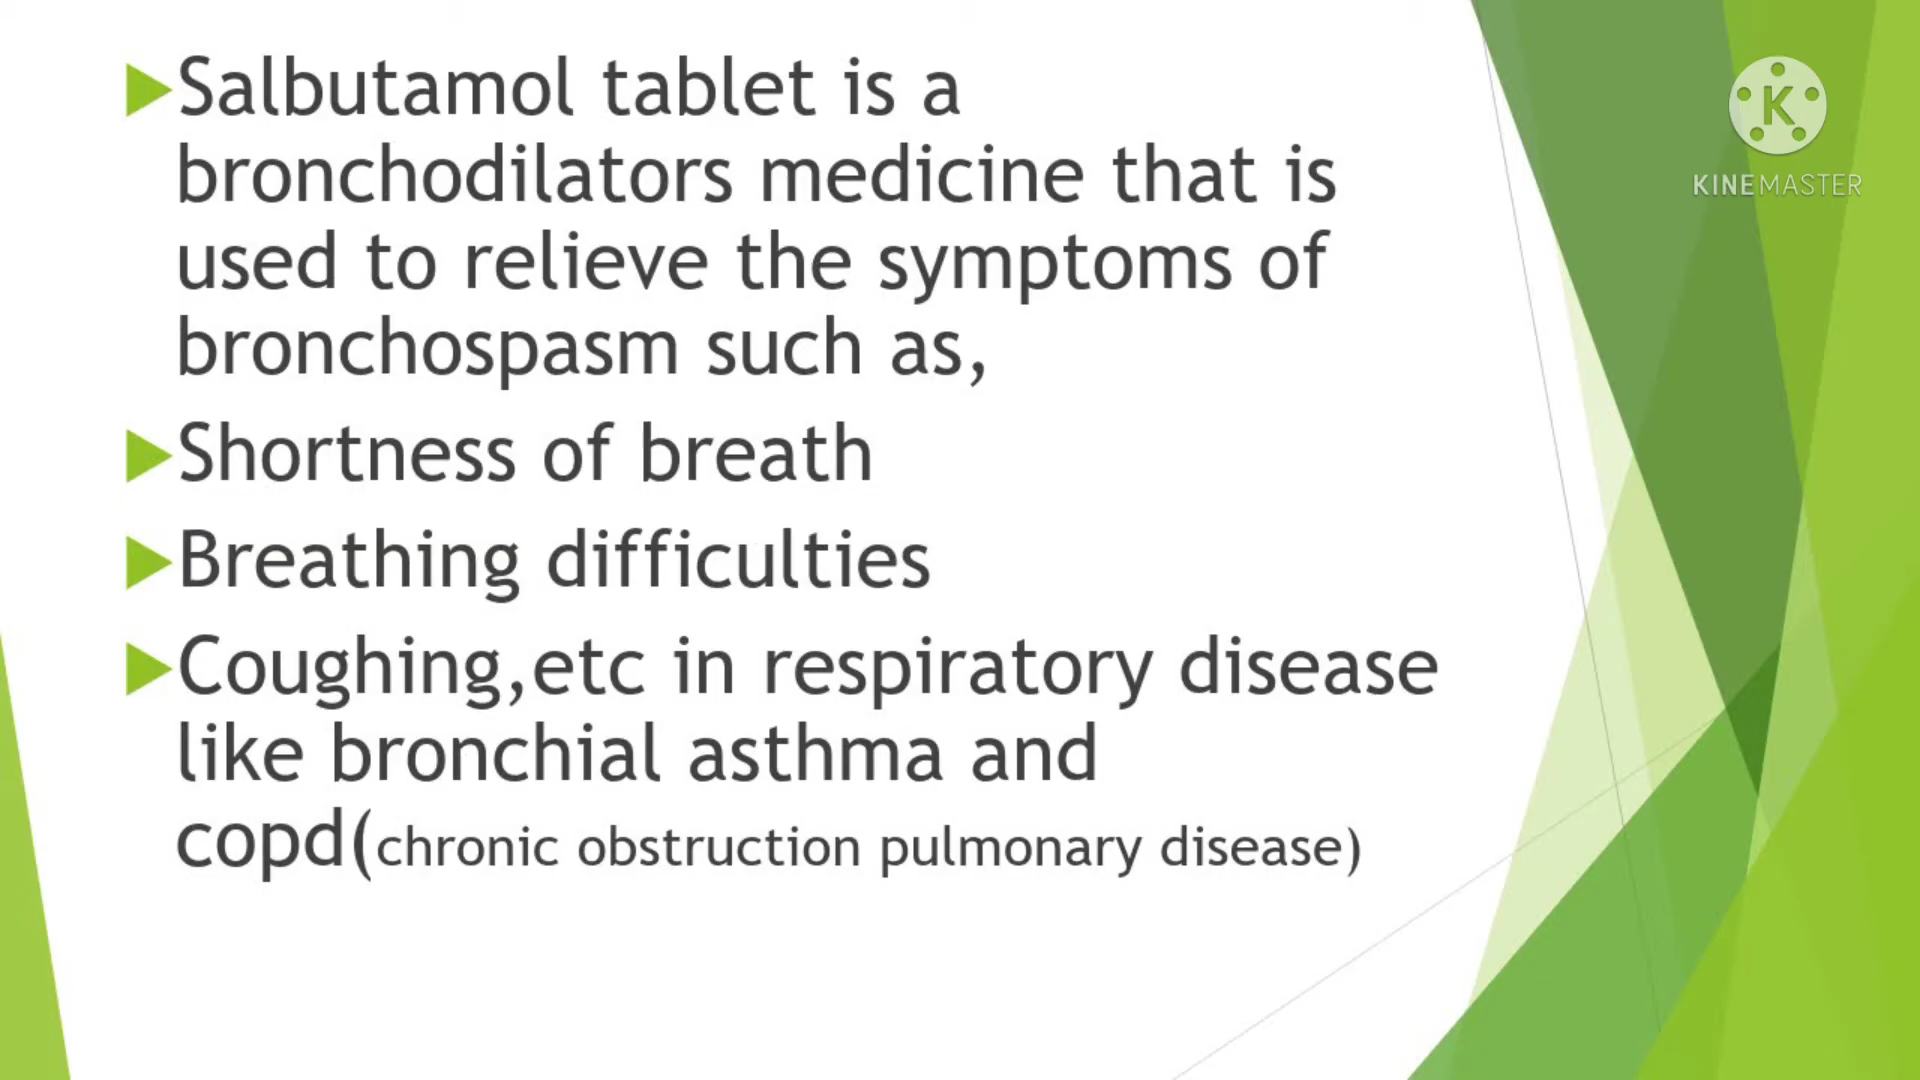 Salbutamol tablet is a
bronchodilators medicine that is
used to relieve the symptoms of
bronchospasm such as,
Shortness of breath
Breathing difficulties
Coughing,etc in respiratory disease
like bronchial asthma and
copd(chronic obstruction pulmonary disease)
K
KINEMASTER